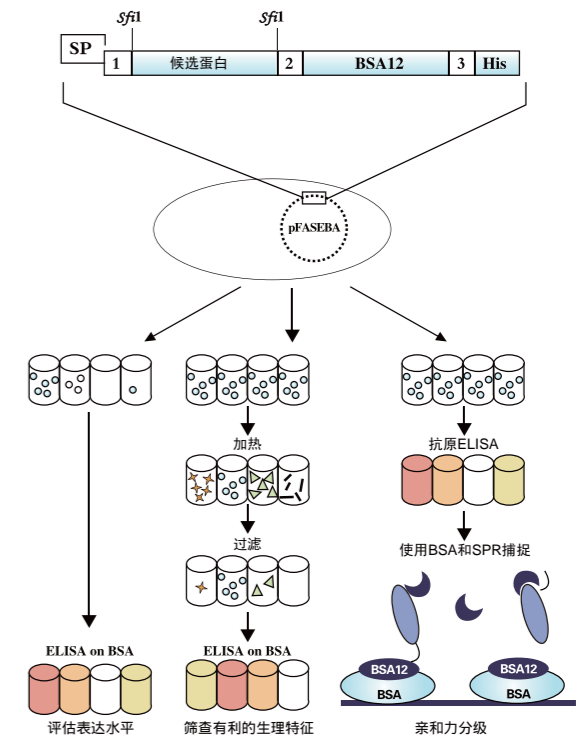 Sfi1 Sfi1
SP
1 候选蛋白 2 BSA12 3 His
pFASEBA
加热
抗原ELISA
过滤
使用BSA和SPR捕捉
ELISA on BSA ELISA on BSA
BSA12 BSA12
BSA BSA
评估表达水平 筛查有利的生理特征 亲和力分级